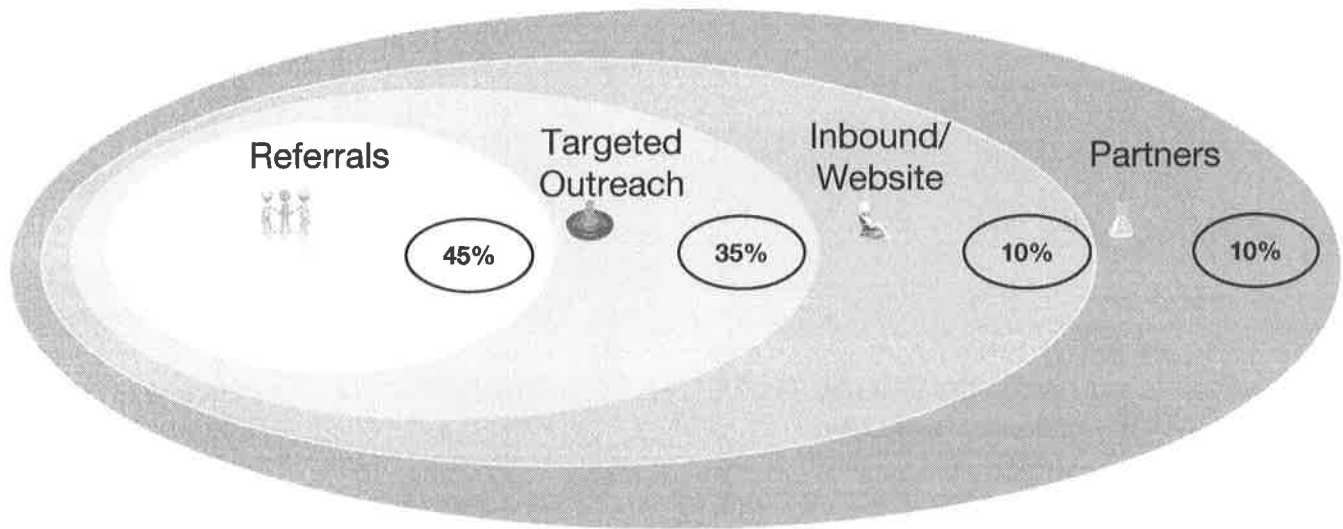 Referrals
Targeted
Outreach
Inbound/
Website
Partners
45%
35%
10%
10%